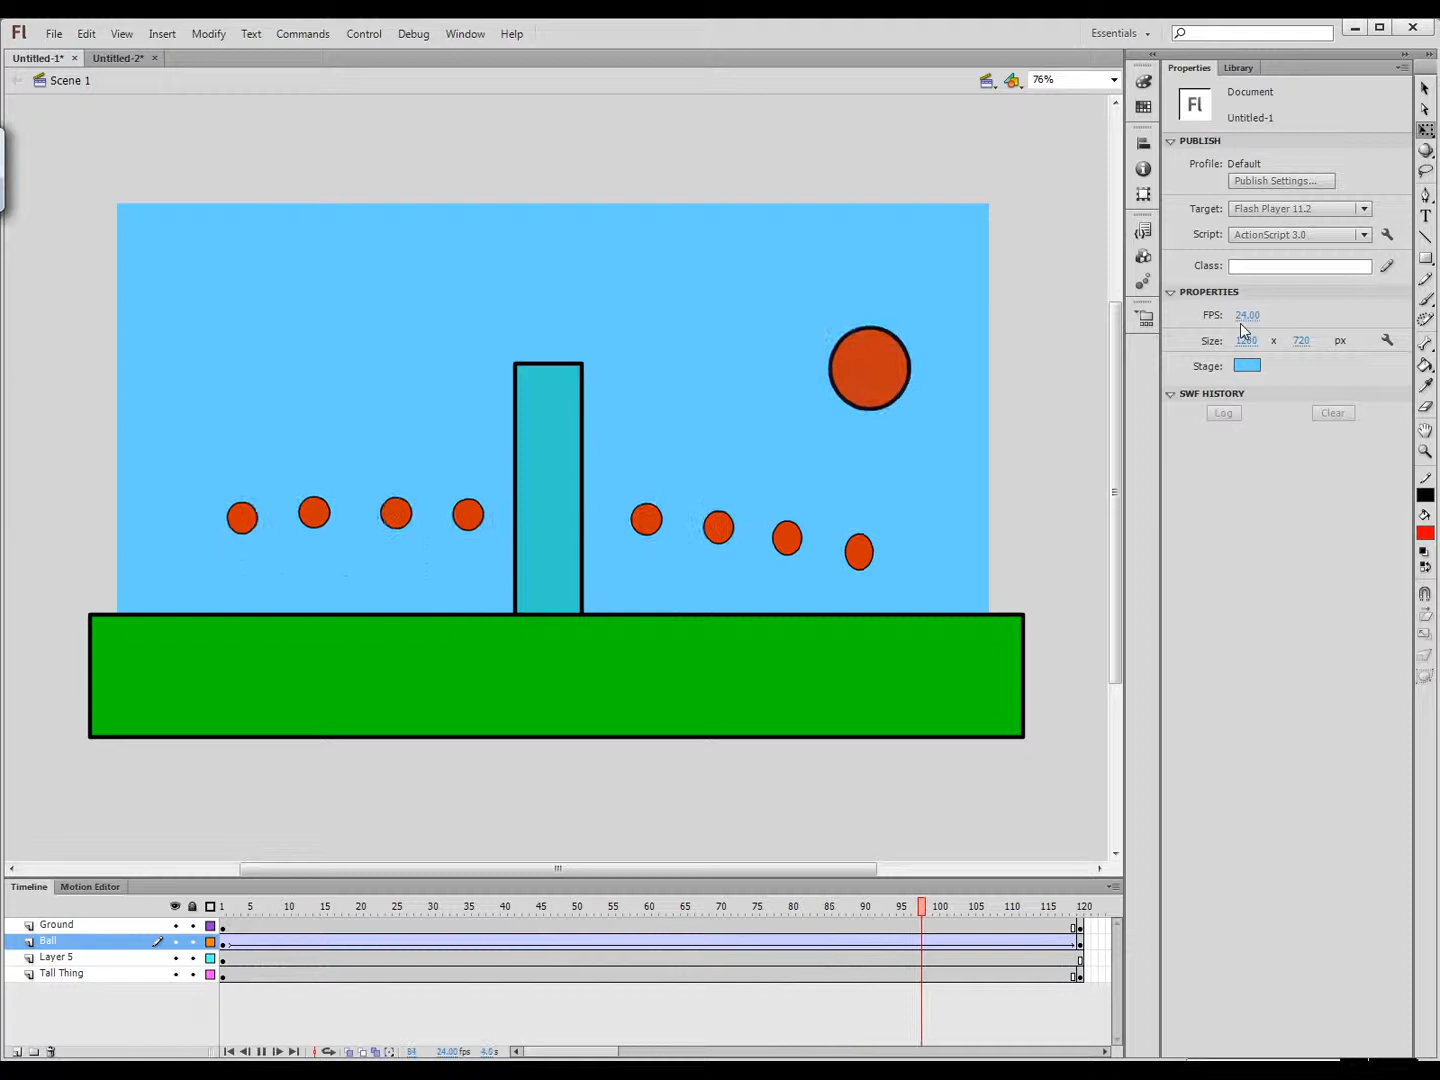 Fl File Edit View Insert Modify Text Commands Control Debug Window Help Essentials
Untitled-1* × Untitled-2* ×
Scene 1 76%
Properties Library
Fl Document
Untitled-1
PUBLISH
Profile: Default
Publish Settings...
Target: Flash Player 11.2
Script: ActionScript 3.0
Class:
PROPERTIES
FPS: 24.00
Size: 1280 x 720 px
Stage:
SWF HISTORY
Log Clear
Timeline Motion Editor
1 5 10 15 20 25 30 35 40 45 50 55 60 65 70 75 80 85 90 95 100 105 110 115 120
Ground
Ball
Layer 5
Tall Thing
84 24.00 fps 4.0 s